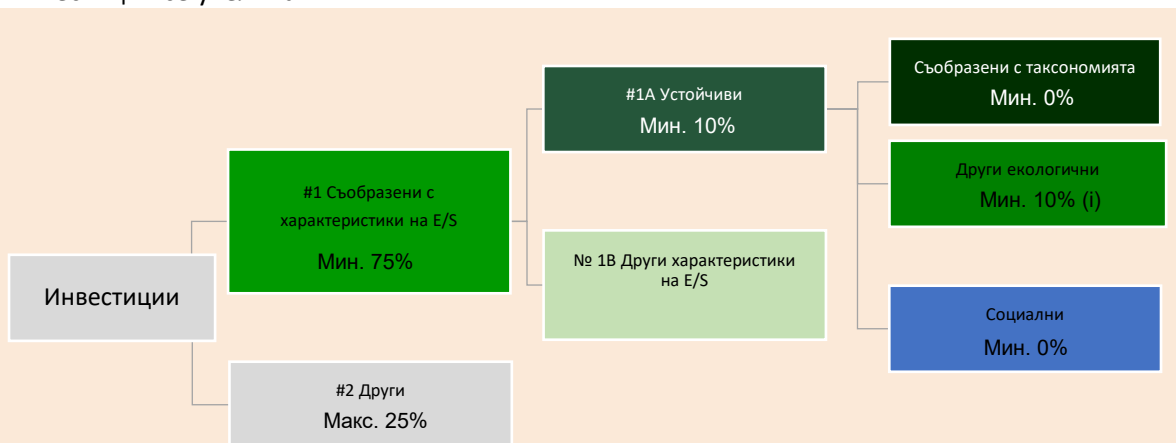 Инвестиции
#1 Съобразени с
характеристики на E/S
Мин. 75%
#2 Други
Макс. 25%
#1A Устойчиви
Мин. 10%
№ 1B Други характеристики
на E/S
Съобразени с таксономията
Мин. 0%
Други екологични
Мин. 10% (i)
Социални
Мин. 0%